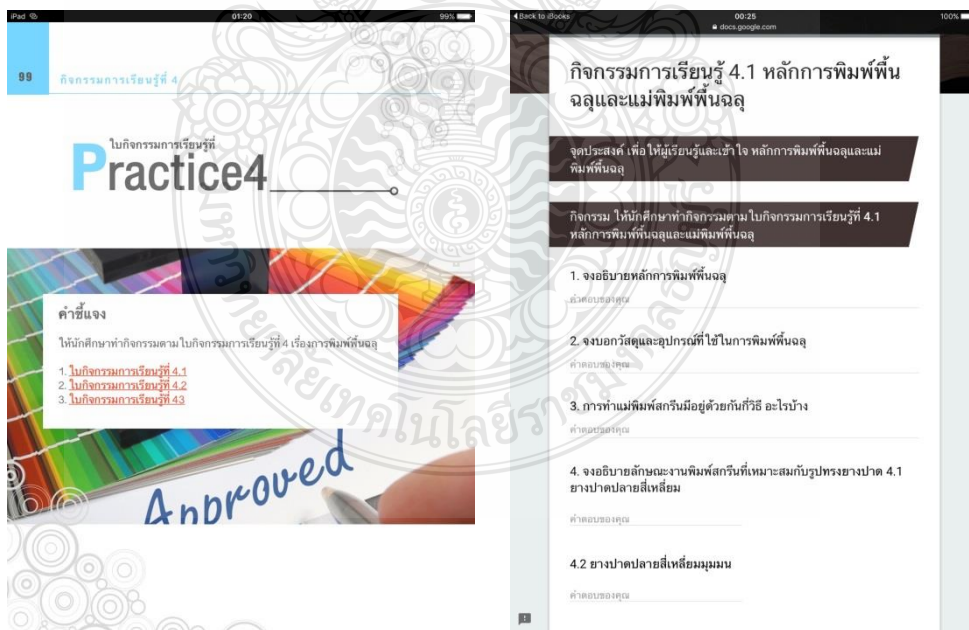 iPad
01:20
99%
99
กิจกรรมการเรียนรู้ที่ 4
ใบกิจกรรมการเรียนรู้ที่
Practice4
คำชี้แจง
ให้นักศึกษาทำกิจกรรมตามใบกิจกรรมการเรียนรู้ที่ 4 เรื่องการพิมพ์พื้นฉลุ
1. ใบกิจกรรมการเรียนรู้ที่ 4.1
2. ใบกิจกรรมการเรียนรู้ที่ 4.2
3. ใบกิจกรรมการเรียนรู้ที่ 43
Approved
Back to iBooks
00:25
100%
docs.google.com
กิจกรรมการเรียนรู้ 4.1 หลักการพิมพ์พื้น
ฉลุและแม่พิมพ์พื้นฉลุ
จุดประสงค์ เพื่อให้ผู้เรียนรู้และเข้าใจ หลักการพิมพ์พื้นฉลุและแม่
พิมพ์พื้นฉลุ
กิจกรรม ให้นักศึกษาทำกิจกรรมตามใบกิจกรรมการเรียนรู้ที่ 4.1
หลักการพิมพ์พื้นฉลุและแม่พิมพ์พื้นฉลุ
1. จงอธิบายหลักการพิมพ์พื้นฉลุ
คำตอบของคุณ
2. จงบอกวัสดุและอุปกรณ์ที่ใช้ในการพิมพ์พื้นฉลุ
คำตอบของคุณ
3. การทำแม่พิมพ์สกรีนมีอยู่ด้วยกันกี่วิธี อะไรบ้าง
คำตอบของคุณ
4. จงอธิบายลักษณะงานพิมพ์สกรีนที่เหมาะสมกับรูปทรงยางปาด 4.1
ยางปาดปลายสี่เหลี่ยม
คำตอบของคุณ
4.2 ยางปาดปลายสี่เหลี่ยมมุมมน
คำตอบของคุณ